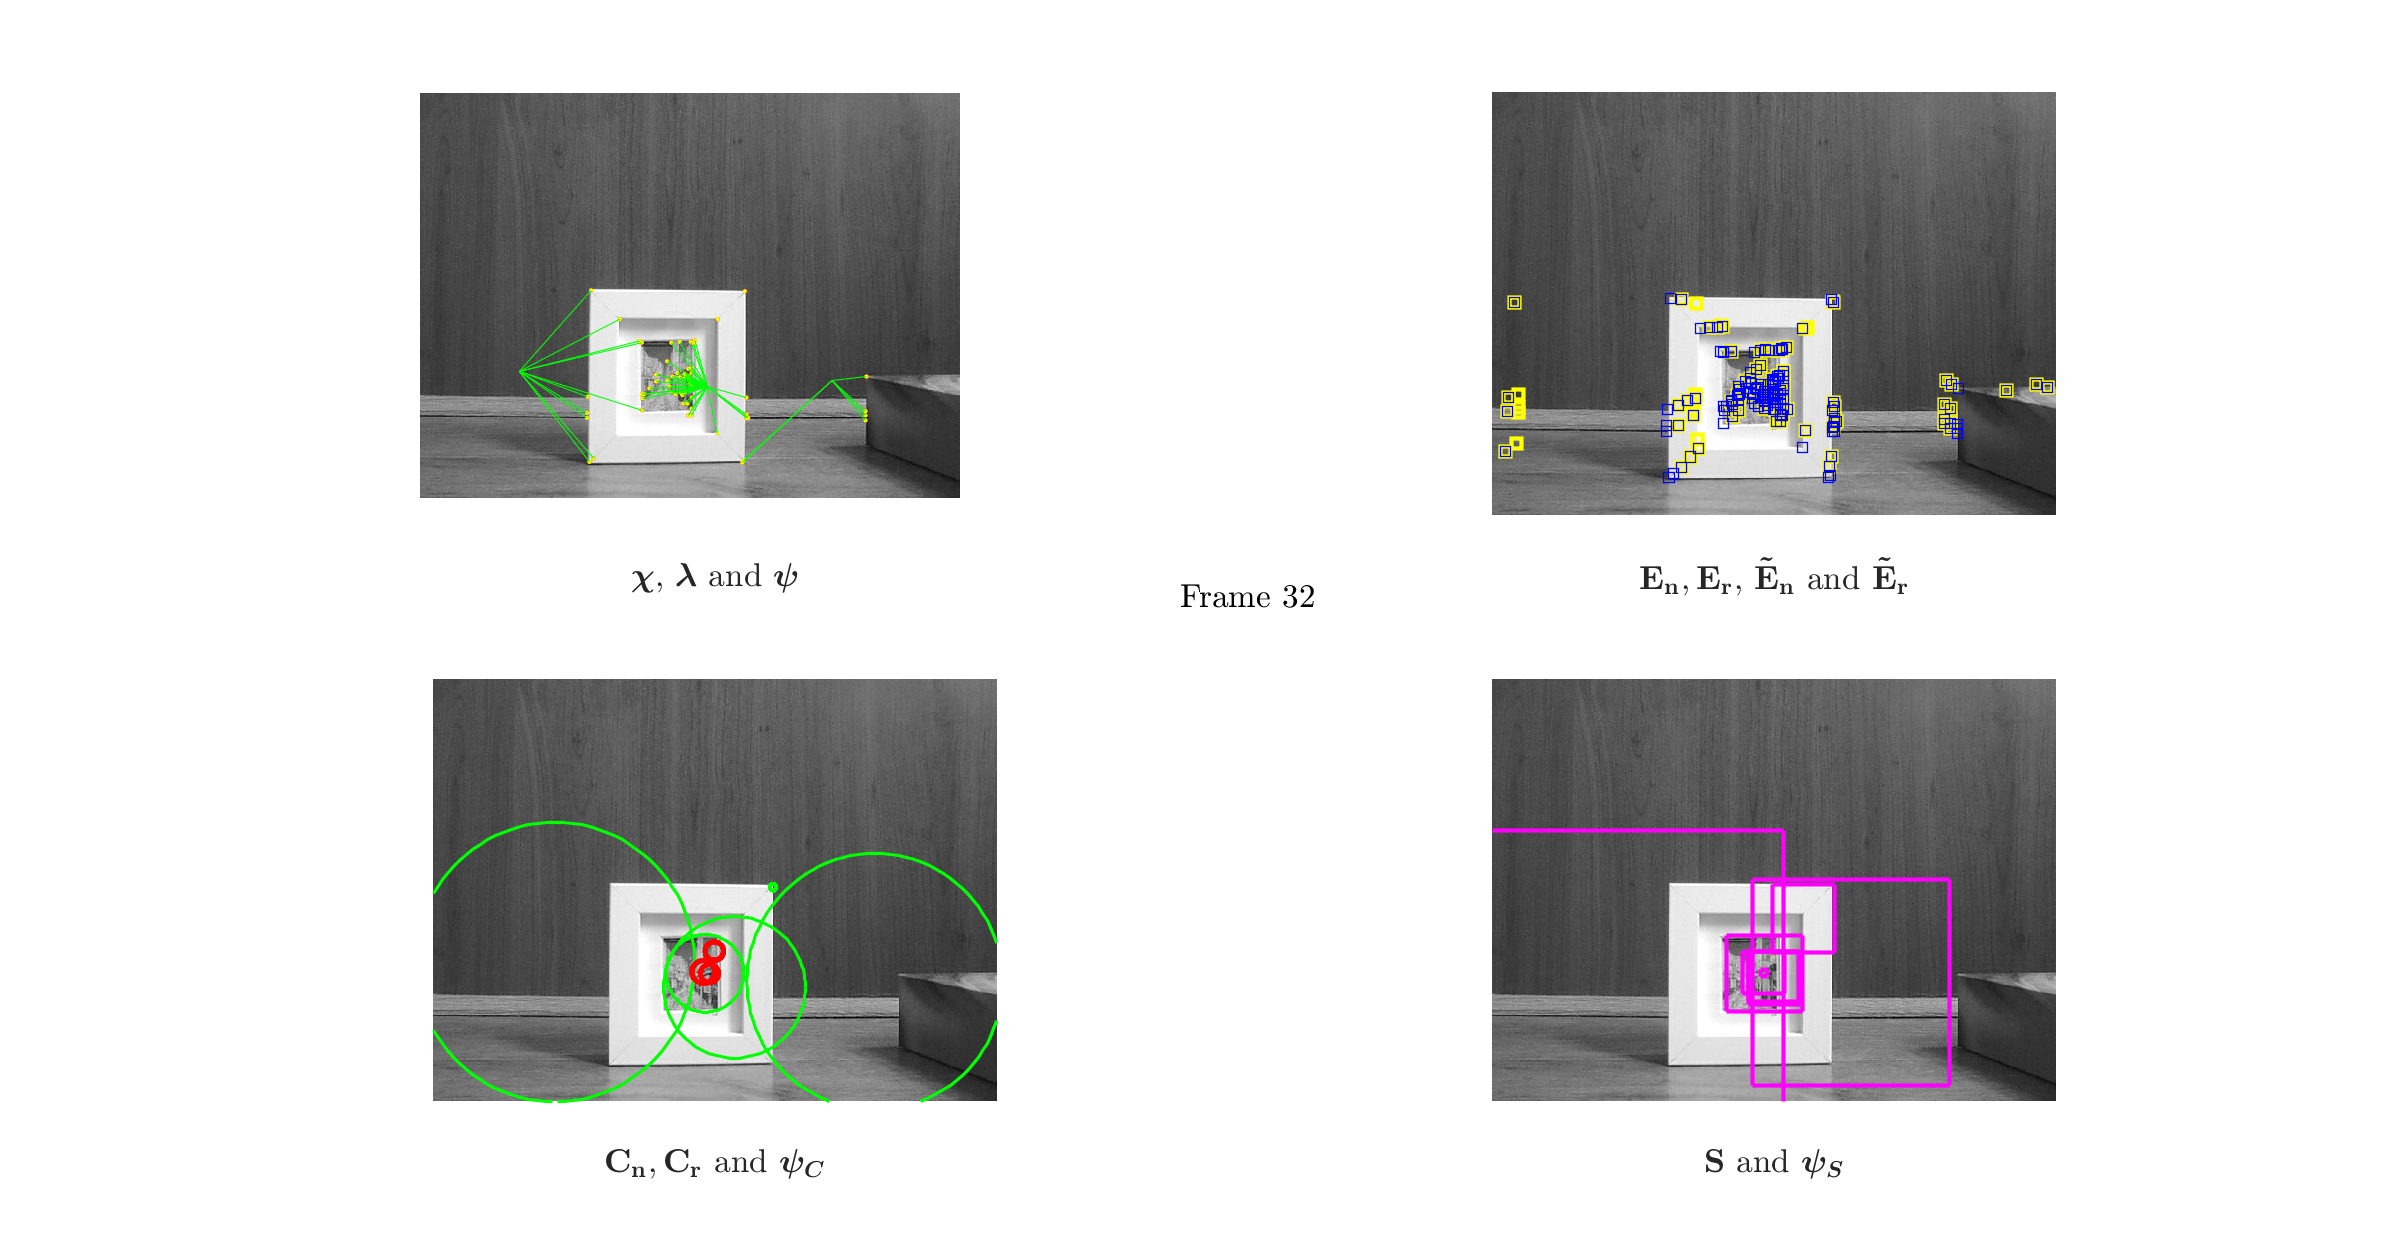 χ, λ and ψ
Eₙ, Eᵣ, Ẽₙ and Ẽᵣ
Frame 32
Cₙ, Cᵣ and ψ_C
S and ψ_S